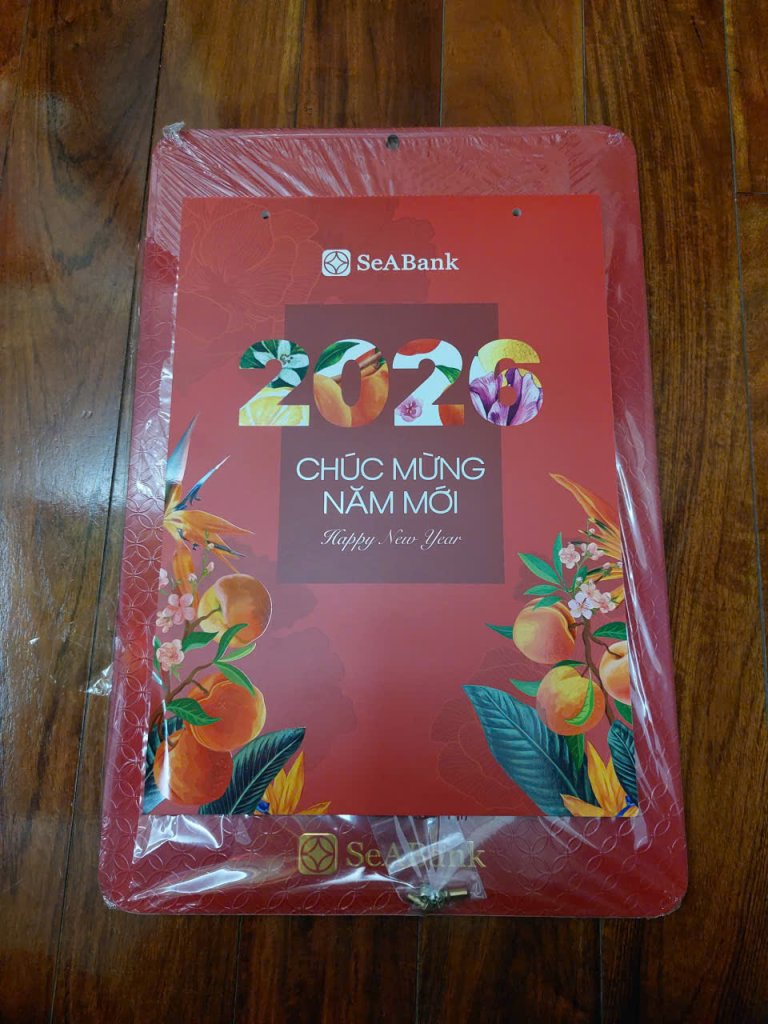 SeABank
2026
CHÚC MỪNG
NĂM MỚI
Happy New Year
SeABank